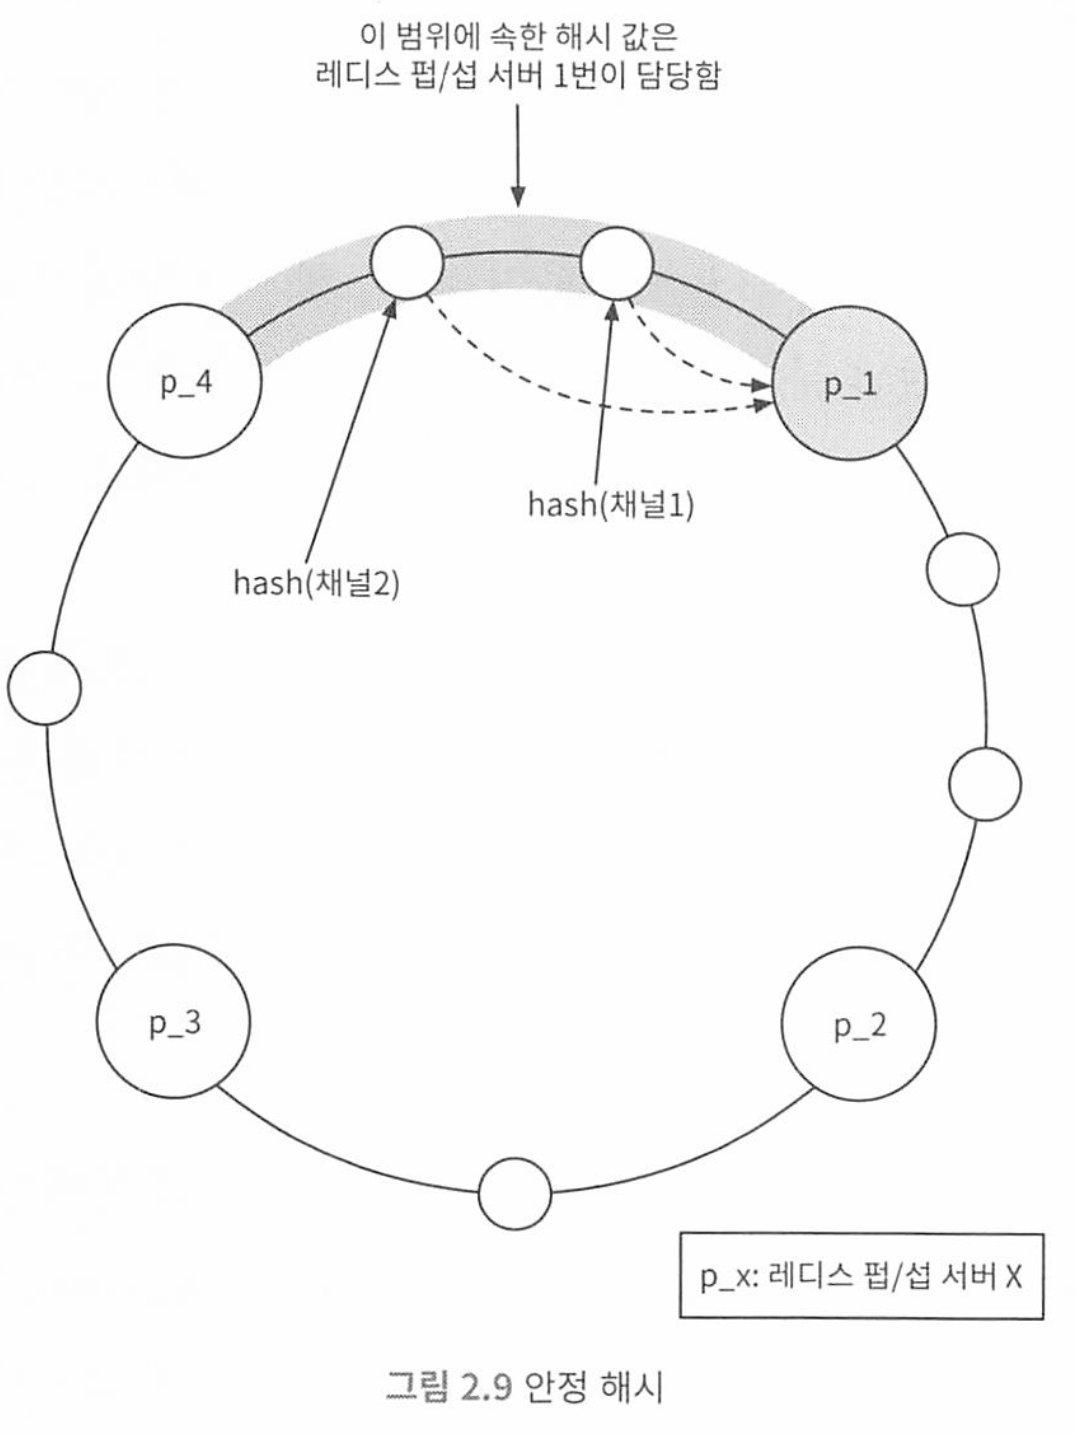 이 범위에 속한 해시 값은
레디스 펍/섭 서버 1번이 담당함
p_4
p_1
hash(채널1)
hash(채널2)
p_3
p_2
p_x: 레디스 펍/섭 서버 X
그림 2.9 안정 해시